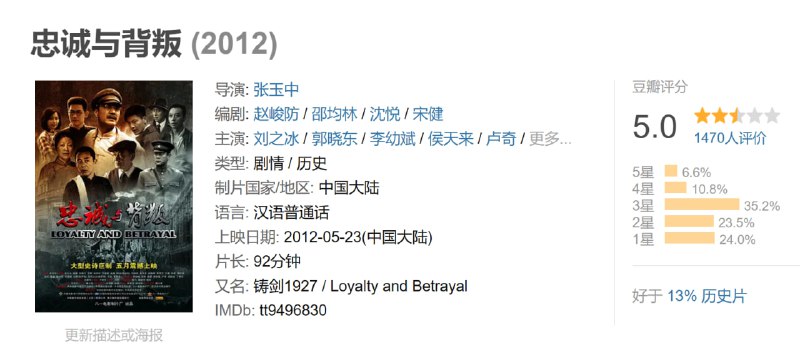 忠诚与背叛 (2012)
忠诚与背叛
LOYALTY AND BETRAYAL
大型史诗巨制 五月震撼上映
更新描述或海报
导演: 张玉中
编剧: 赵峻防 / 邵均林 / 沈悦 / 宋健
主演: 刘之冰 / 郭晓东 / 李幼斌 / 侯天来 / 卢奇 / 更多...
类型: 剧情 / 历史
制片国家/地区: 中国大陆
语言: 汉语普通话
上映日期: 2012-05-23(中国大陆)
片长: 92分钟
又名: 铸剑1927 / Loyalty and Betrayal
IMDb: tt9496830
豆瓣评分
5.0
1470人评价
5星 6.6%
4星 10.8%
3星 35.2%
2星 23.5%
1星 24.0%
好于 13% 历史片